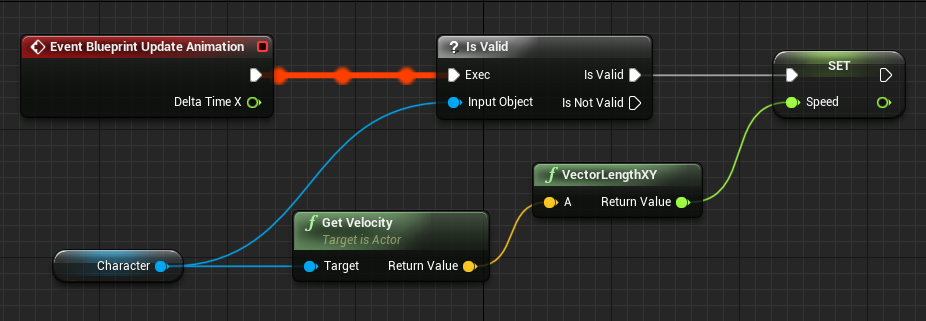 Event Blueprint Update Animation
Delta Time X
? Is Valid
Exec
Is Valid
Input Object
Is Not Valid
SET
Speed
f VectorLengthXY
A
Return Value
f Get Velocity
Target is Actor
Target
Return Value
Character